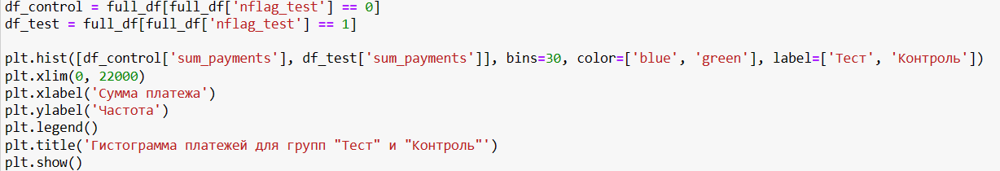 df_control = full_df[full_df['nflag_test'] == 0]
df_test = full_df[full_df['nflag_test'] == 1]
plt.hist([df_control['sum_payments'], df_test['sum_payments']], bins=30, color=['blue', 'green'], label=['Тест', 'Контроль'])
plt.xlim(0, 22000)
plt.xlabel('Сумма платежа')
plt.ylabel('Частота')
plt.legend()
plt.title('Гистограмма платежей для групп "Тест" и "Контроль"')
plt.show()